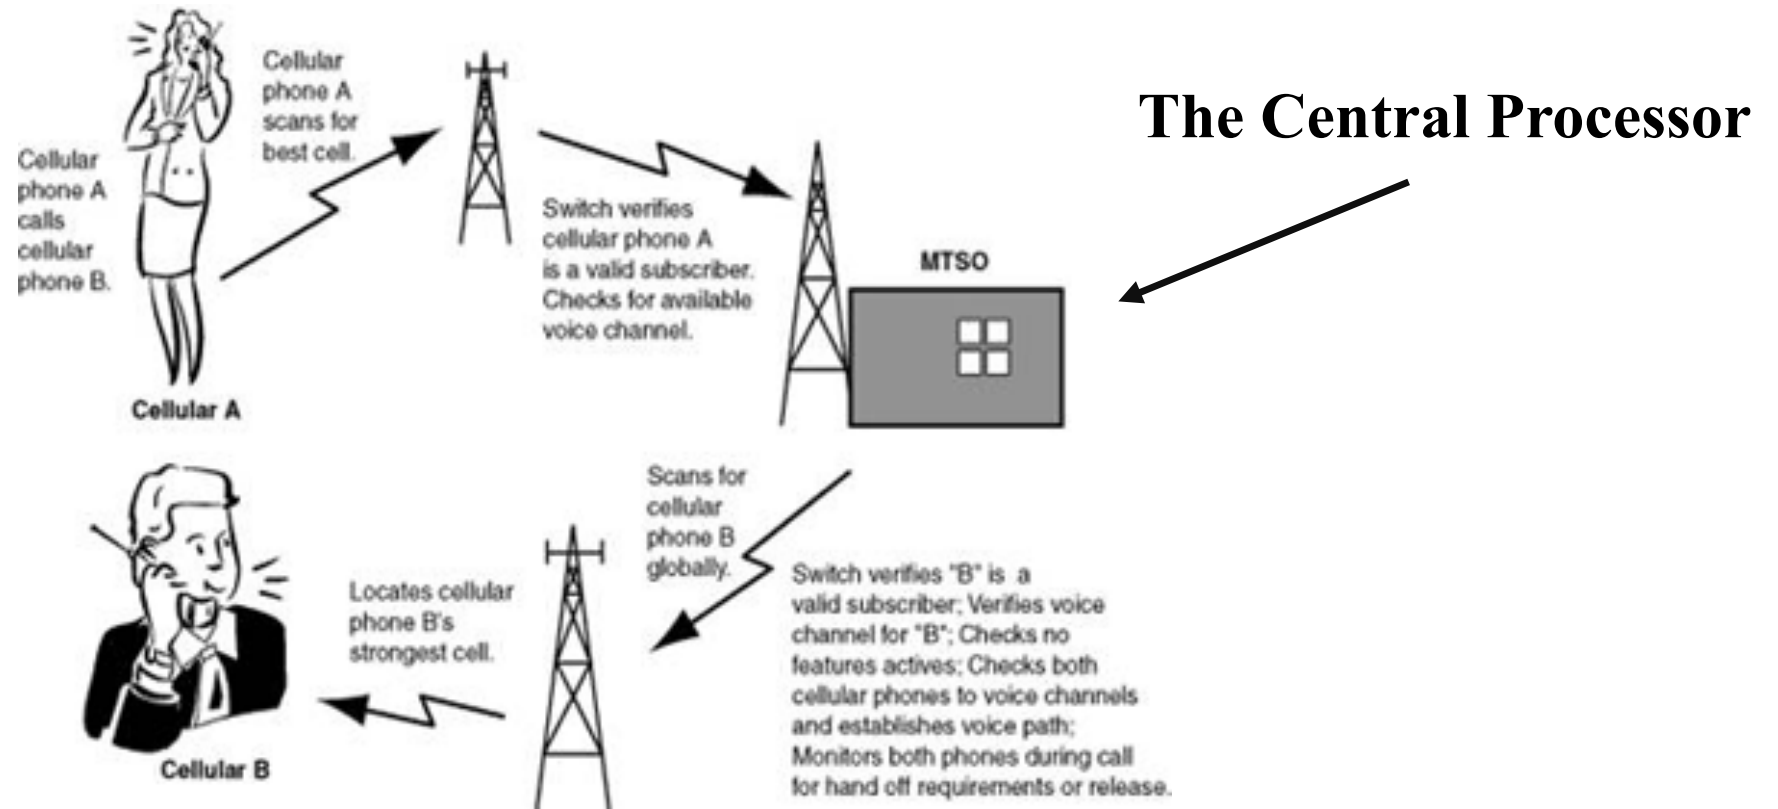 Cellular
phone A
calls
cellular
phone B.
Cellular
phone A
scans for
best cell.
Cellular A
Switch verifies
cellular phone A
is a valid subscriber.
Checks for available
voice channel.
MTSO
The Central Processor
Scans for
cellular
phone B
globally.
Switch verifies "B" is a
valid subscriber; Verifies voice
channel for "B"; Checks no
features actives; Checks both
cellular phones to voice channels
and establishes voice path;
Monitors both phones during call
for hand off requirements or release.
Locates cellular
phone B's
strongest cell.
Cellular B